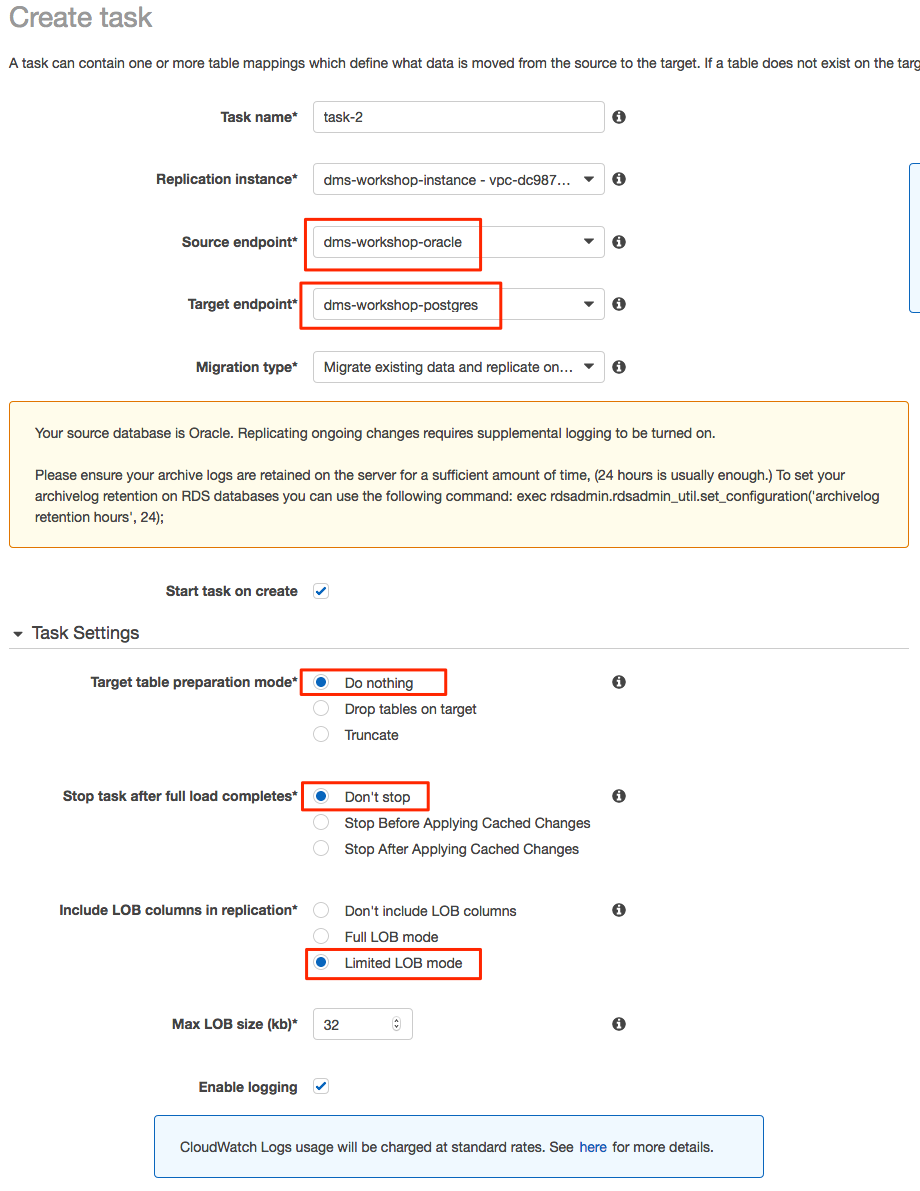 Create task
A task can contain one or more table mappings which define what data is moved from the source to the target. If a table does not exist on the targ
Task name* task-2
Replication instance* dms-workshop-instance - vpc-dc987...
Source endpoint* dms-workshop-oracle
Target endpoint* dms-workshop-postgres
Migration type* Migrate existing data and replicate on...
Your source database is Oracle. Replicating ongoing changes requires supplemental logging to be turned on.
Please ensure your archive logs are retained on the server for a sufficient amount of time, (24 hours is usually enough.) To set your
archivelog retention on RDS databases you can use the following command: exec rdsadmin.rdsadmin_util.set_configuration('archivelog
retention hours', 24);
Start task on create
Task Settings
Target table preparation mode* Do nothing
Drop tables on target
Truncate
Stop task after full load completes* Don't stop
Stop Before Applying Cached Changes
Stop After Applying Cached Changes
Include LOB columns in replication* Don't include LOB columns
Full LOB mode
Limited LOB mode
Max LOB size (kb)* 32
Enable logging
CloudWatch Logs usage will be charged at standard rates. See here for more details.